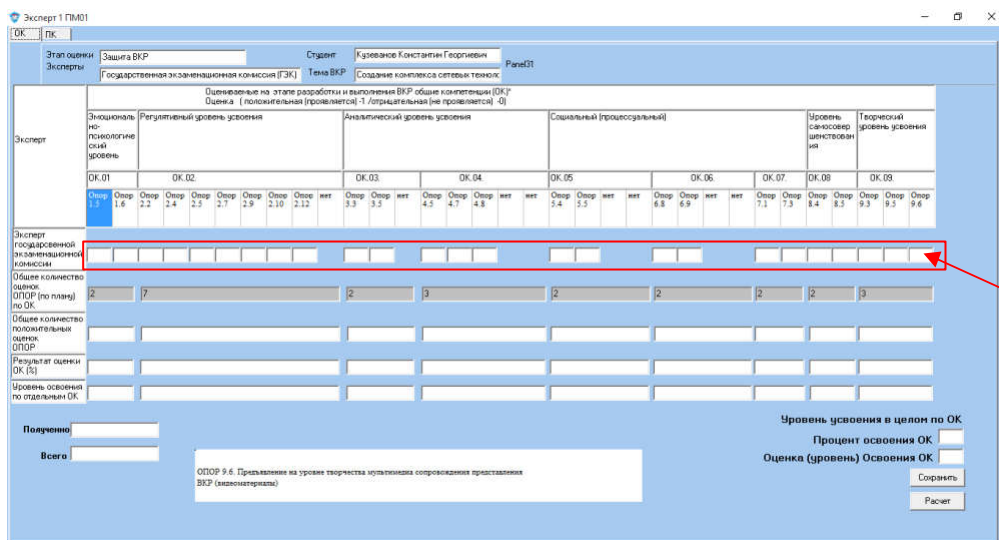 Эксперт 1 ПМ01
ОК ПК
Этап оценки Защита ВКР Студент Кузеванов Константин Георгиевич
Эксперты Государственная экзаменационная комиссия (ГЭК) Тема ВКР Создание комплекса сетевых технолс Panel31
Оцениваемые на этапе разработки и выполнения ВКР общие компетенции (ОК)"
Оценка ( положительная (проявляется) -1 /отрицательная (не проявляется) -0)
Эксперт
Эмоциональ
но-
психологиче
ский
уровень
Регулятивный уровень усвоения
Аналитический уровень усвоения
Социальный (процессуальный)
Уровень
самосовер
шенствован
ия
Творческий
уровень усвоения
ОК.01 ОК.02. ОК.03. ОК.04. ОК.05 ОК.06. ОК.07. ОК.08 ОК.09.
Опор Опор Опор Опор Опор Опор Опор Опор Опор нет Опор Опор нет Опор Опор Опор нет нет Опор Опор нет нет Опор Опор нет нет Опор Опор Опор Опор Опор Опор Опор
1.5 1.6 2.2 2.4 2.5 2.7 2.9 2.10 2.12 3.3 3.5 4.5 4.7 4.8 5.4 5.5 6.8 6.9 7.1 7.3 8.4 8.5 9.3 9.5 9.6
Эксперт
государсвенной
экзаменационной
комиссии
Общее количество
оценок
ОПОР (по плану)
по ОК
2 7 2 3 2 2 2 2 3
Общее количество
положительных
оценок
ОПОР
Результат оценки
ОК (%)
Уровень освоения
по отдельным ОК
Полученно
Всего
ОПОР 9.6. Предъявление на уровне творчества мультимедиа сопровождения представления
ВКР (видеоматериалы)
Уровень усвоения в целом по ОК
Процент освоения ОК
Оценка (уровень) Освоения ОК
Сохранить
Расчет